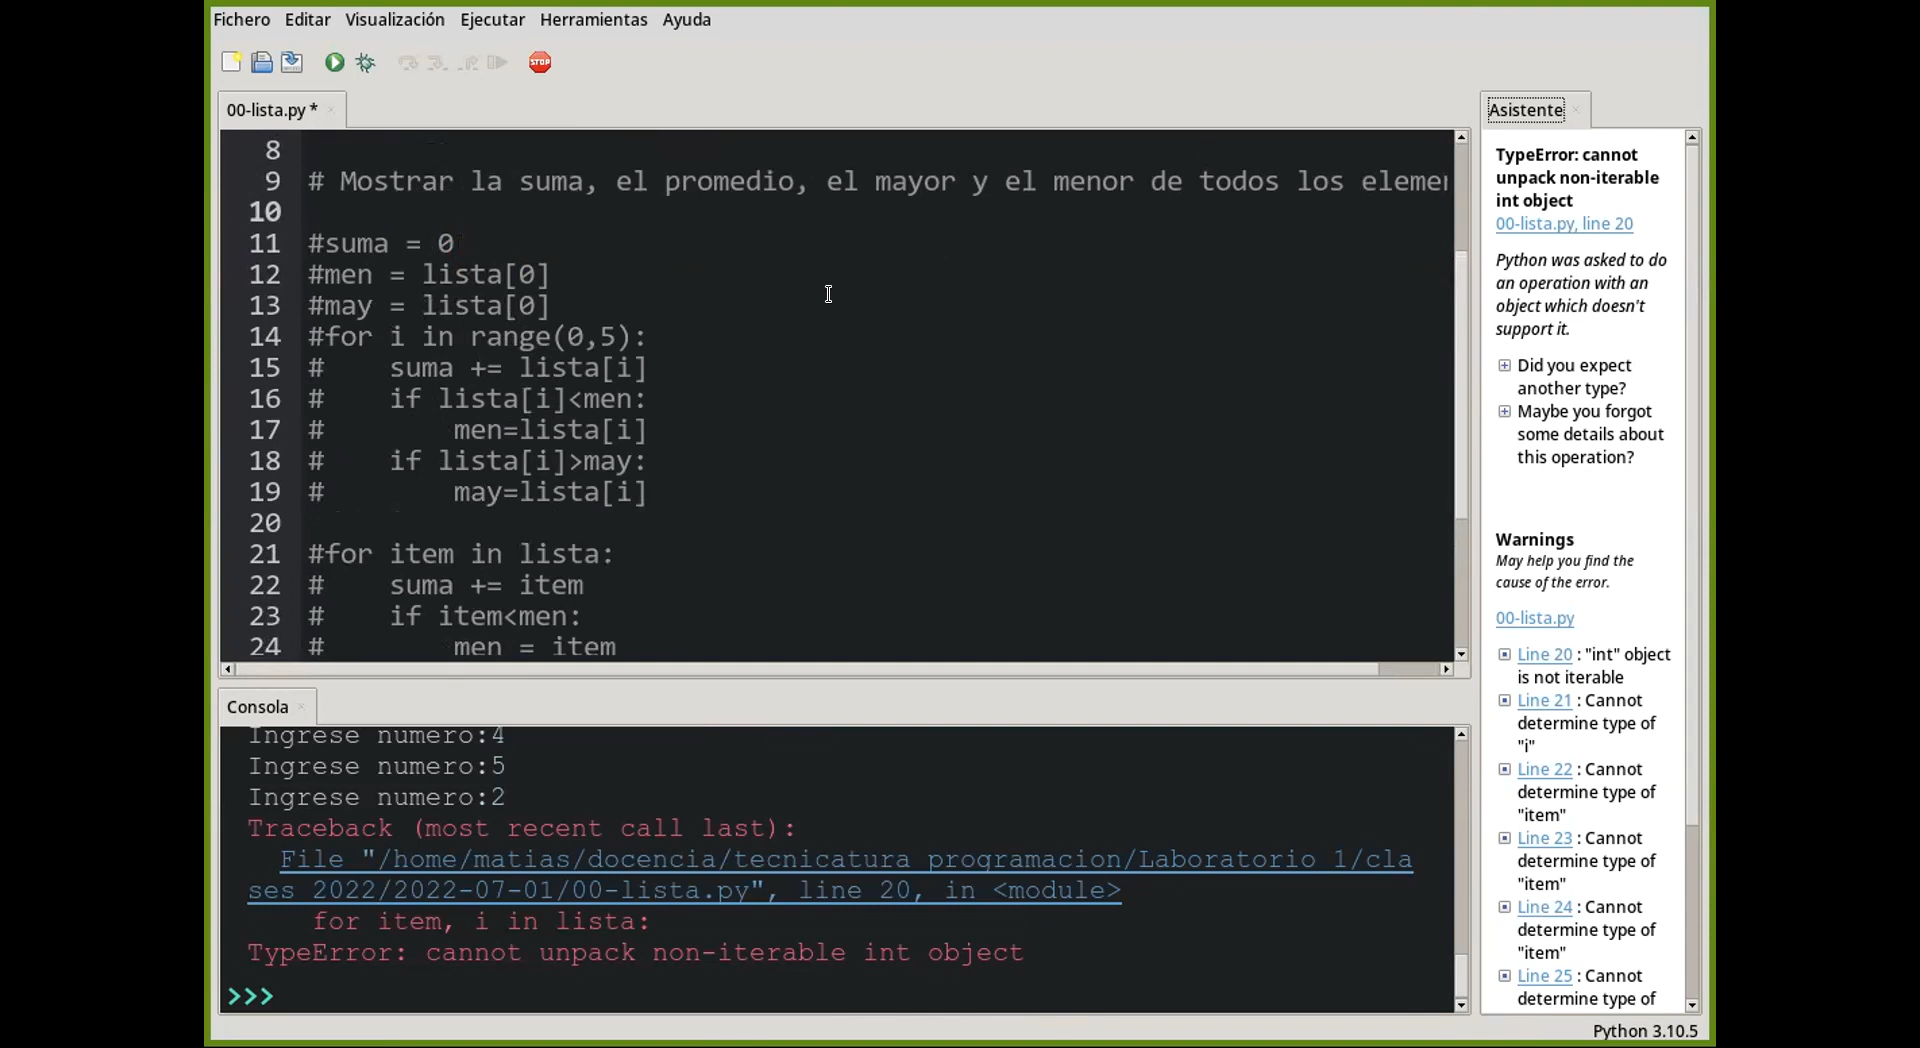 Fichero Editar Visualización Ejecutar Herramientas Ayuda
STOP
00-lista.py *
8
9 # Mostrar la suma, el promedio, el mayor y el menor de todos los elemen
10
11 #suma = 0
12 #men = lista[0]
13 #may = lista[0]
14 #for i in range(0,5):
15 #    suma += lista[i]
16 #    if lista[i]<men:
17 #        men=lista[i]
18 #    if lista[i]>may:
19 #        may=lista[i]
20
21 #for item in lista:
22 #    suma += item
23 #    if item<men:
24 #        men = item
Consola
Ingrese numero:4
Ingrese numero:5
Ingrese numero:2
Traceback (most recent call last):
File "/home/matias/docencia/tecnicatura_programacion/Laboratorio_1/cla
ses_2022/2022-07-01/00-lista.py", line 20, in <module>
for item, i in lista:
TypeError: cannot unpack non-iterable int object
>>>
Asistente
TypeError: cannot
unpack non-iterable
int object
00-lista.py, line 20
Python was asked to do
an operation with an
object which doesn't
support it.
Did you expect
another type?
Maybe you forgot
some details about
this operation?
Warnings
May help you find the
cause of the error.
00-lista.py
Line 20 : "int" object
is not iterable
Line 21 : Cannot
determine type of
"i"
Line 22 : Cannot
determine type of
"item"
Line 23 : Cannot
determine type of
"item"
Line 24 : Cannot
determine type of
"item"
Line 25 : Cannot
determine type of
Python 3.10.5